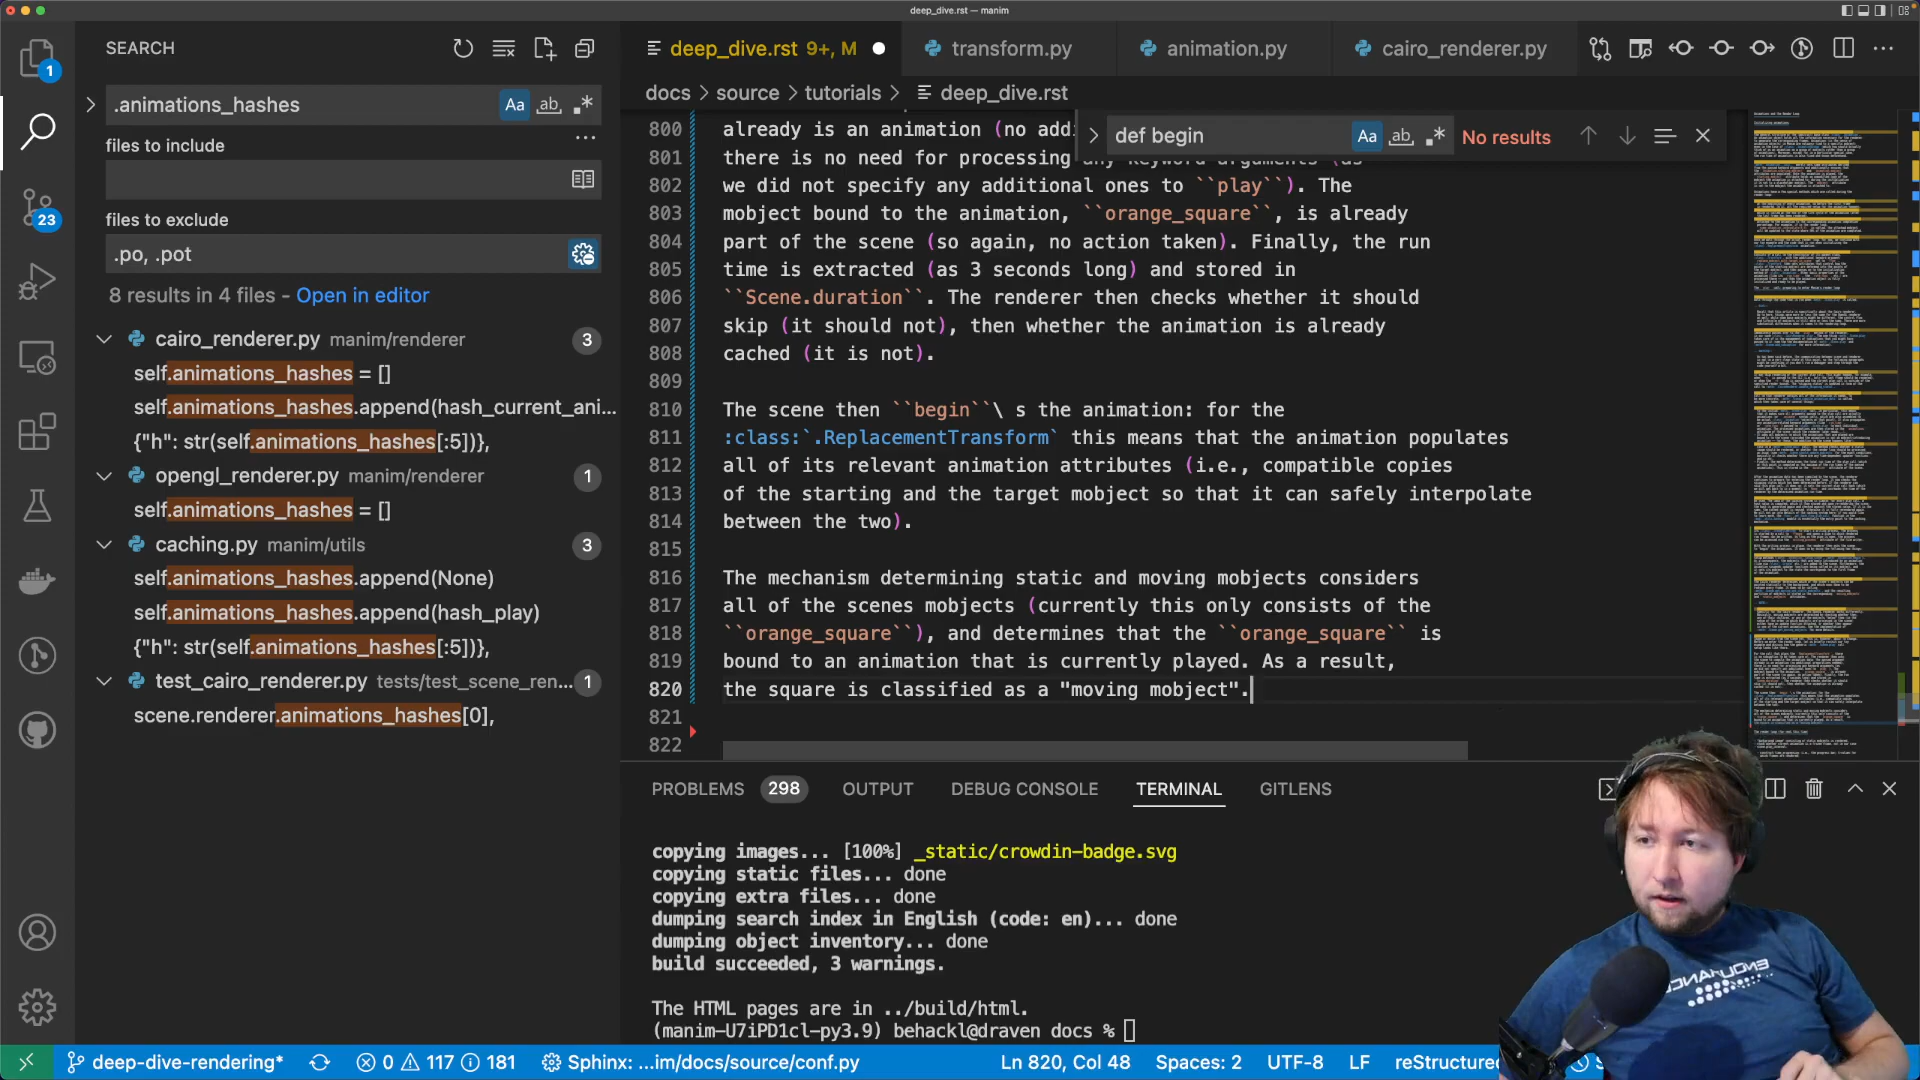 deep_dive.rst — manim
SEARCH
.animations_hashes
Aa
ab
files to include
files to exclude
.po, .pot
8 results in 4 files - Open in editor
cairo_renderer.py manim/renderer 3
self.animations_hashes = []
self.animations_hashes.append(hash_current_ani...
{"h": str(self.animations_hashes[:5])},
opengl_renderer.py manim/renderer 1
self.animations_hashes = []
caching.py manim/utils 3
self.animations_hashes.append(None)
self.animations_hashes.append(hash_play)
{"h": str(self.animations_hashes[:5])},
test_cairo_renderer.py tests/test_scene_ren... 1
scene.renderer.animations_hashes[0],
1
23
deep_dive.rst 9+, M
transform.py
animation.py
cairo_renderer.py
docs > source > tutorials > deep_dive.rst
def begin
Aa
ab
No results
800 already is an animation (no addi
801 there is no need for processing any keyword arguments (as
802 we did not specify any additional ones to ``play``). The
803 mobject bound to the animation, ``orange_square``, is already
804 part of the scene (so again, no action taken). Finally, the run
805 time is extracted (as 3 seconds long) and stored in
806 ``Scene.duration``. The renderer then checks whether it should
807 skip (it should not), then whether the animation is already
808 cached (it is not).
809
810 The scene then ``begin``\ s the animation: for the
811 :class:`.ReplacementTransform` this means that the animation populates
812 all of its relevant animation attributes (i.e., compatible copies
813 of the starting and the target mobject so that it can safely interpolate
814 between the two).
815
816 The mechanism determining static and moving mobjects considers
817 all of the scenes mobjects (currently this only consists of the
818 ``orange_square``), and determines that the ``orange_square`` is
819 bound to an animation that is currently played. As a result,
820 the square is classified as a "moving mobject".
821
822
PROBLEMS 298 OUTPUT DEBUG CONSOLE TERMINAL GITLENS
copying images... [100%] _static/crowdin-badge.svg
copying static files... done
copying extra files... done
dumping search index in English (code: en)... done
dumping object inventory... done
build succeeded, 3 warnings.
The HTML pages are in ../build/html.
(manim-U7iPD1cl-py3.9) behackl@draven docs %
deep-dive-rendering* 0 117 181 Sphinx: ...im/docs/source/conf.py Ln 820, Col 48 Spaces: 2 UTF-8 LF reStructured